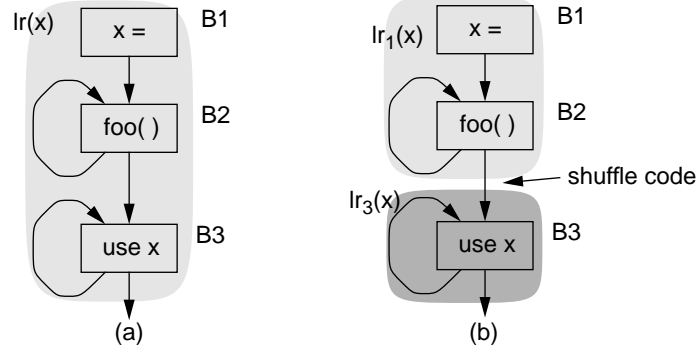 lr(x)
B1
x =
B2
foo( )
B3
use x
(a)
lr1(x)
B1
x =
B2
foo( )
shuffle code
lr3(x)
B3
use x
(b)